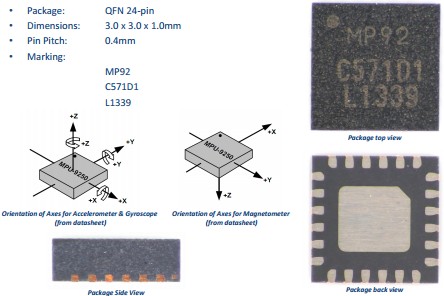 • Package: QFN 24-pin
• Dimensions: 3.0 x 3.0 x 1.0mm
• Pin Pitch: 0.4mm
• Marking:
MP92
C571D1
L1339
MP92
C571D1
L1339
Package top view
+Z
+Z
+Y
+Y
MPU-9250
+X
+X
Orientation of Axes for Accelerometer & Gyroscope
(from datasheet)
+X
MPU-9250
+Y
+Z
Orientation of Axes for Magnetometer
(from datasheet)
Package Side View
Package back view